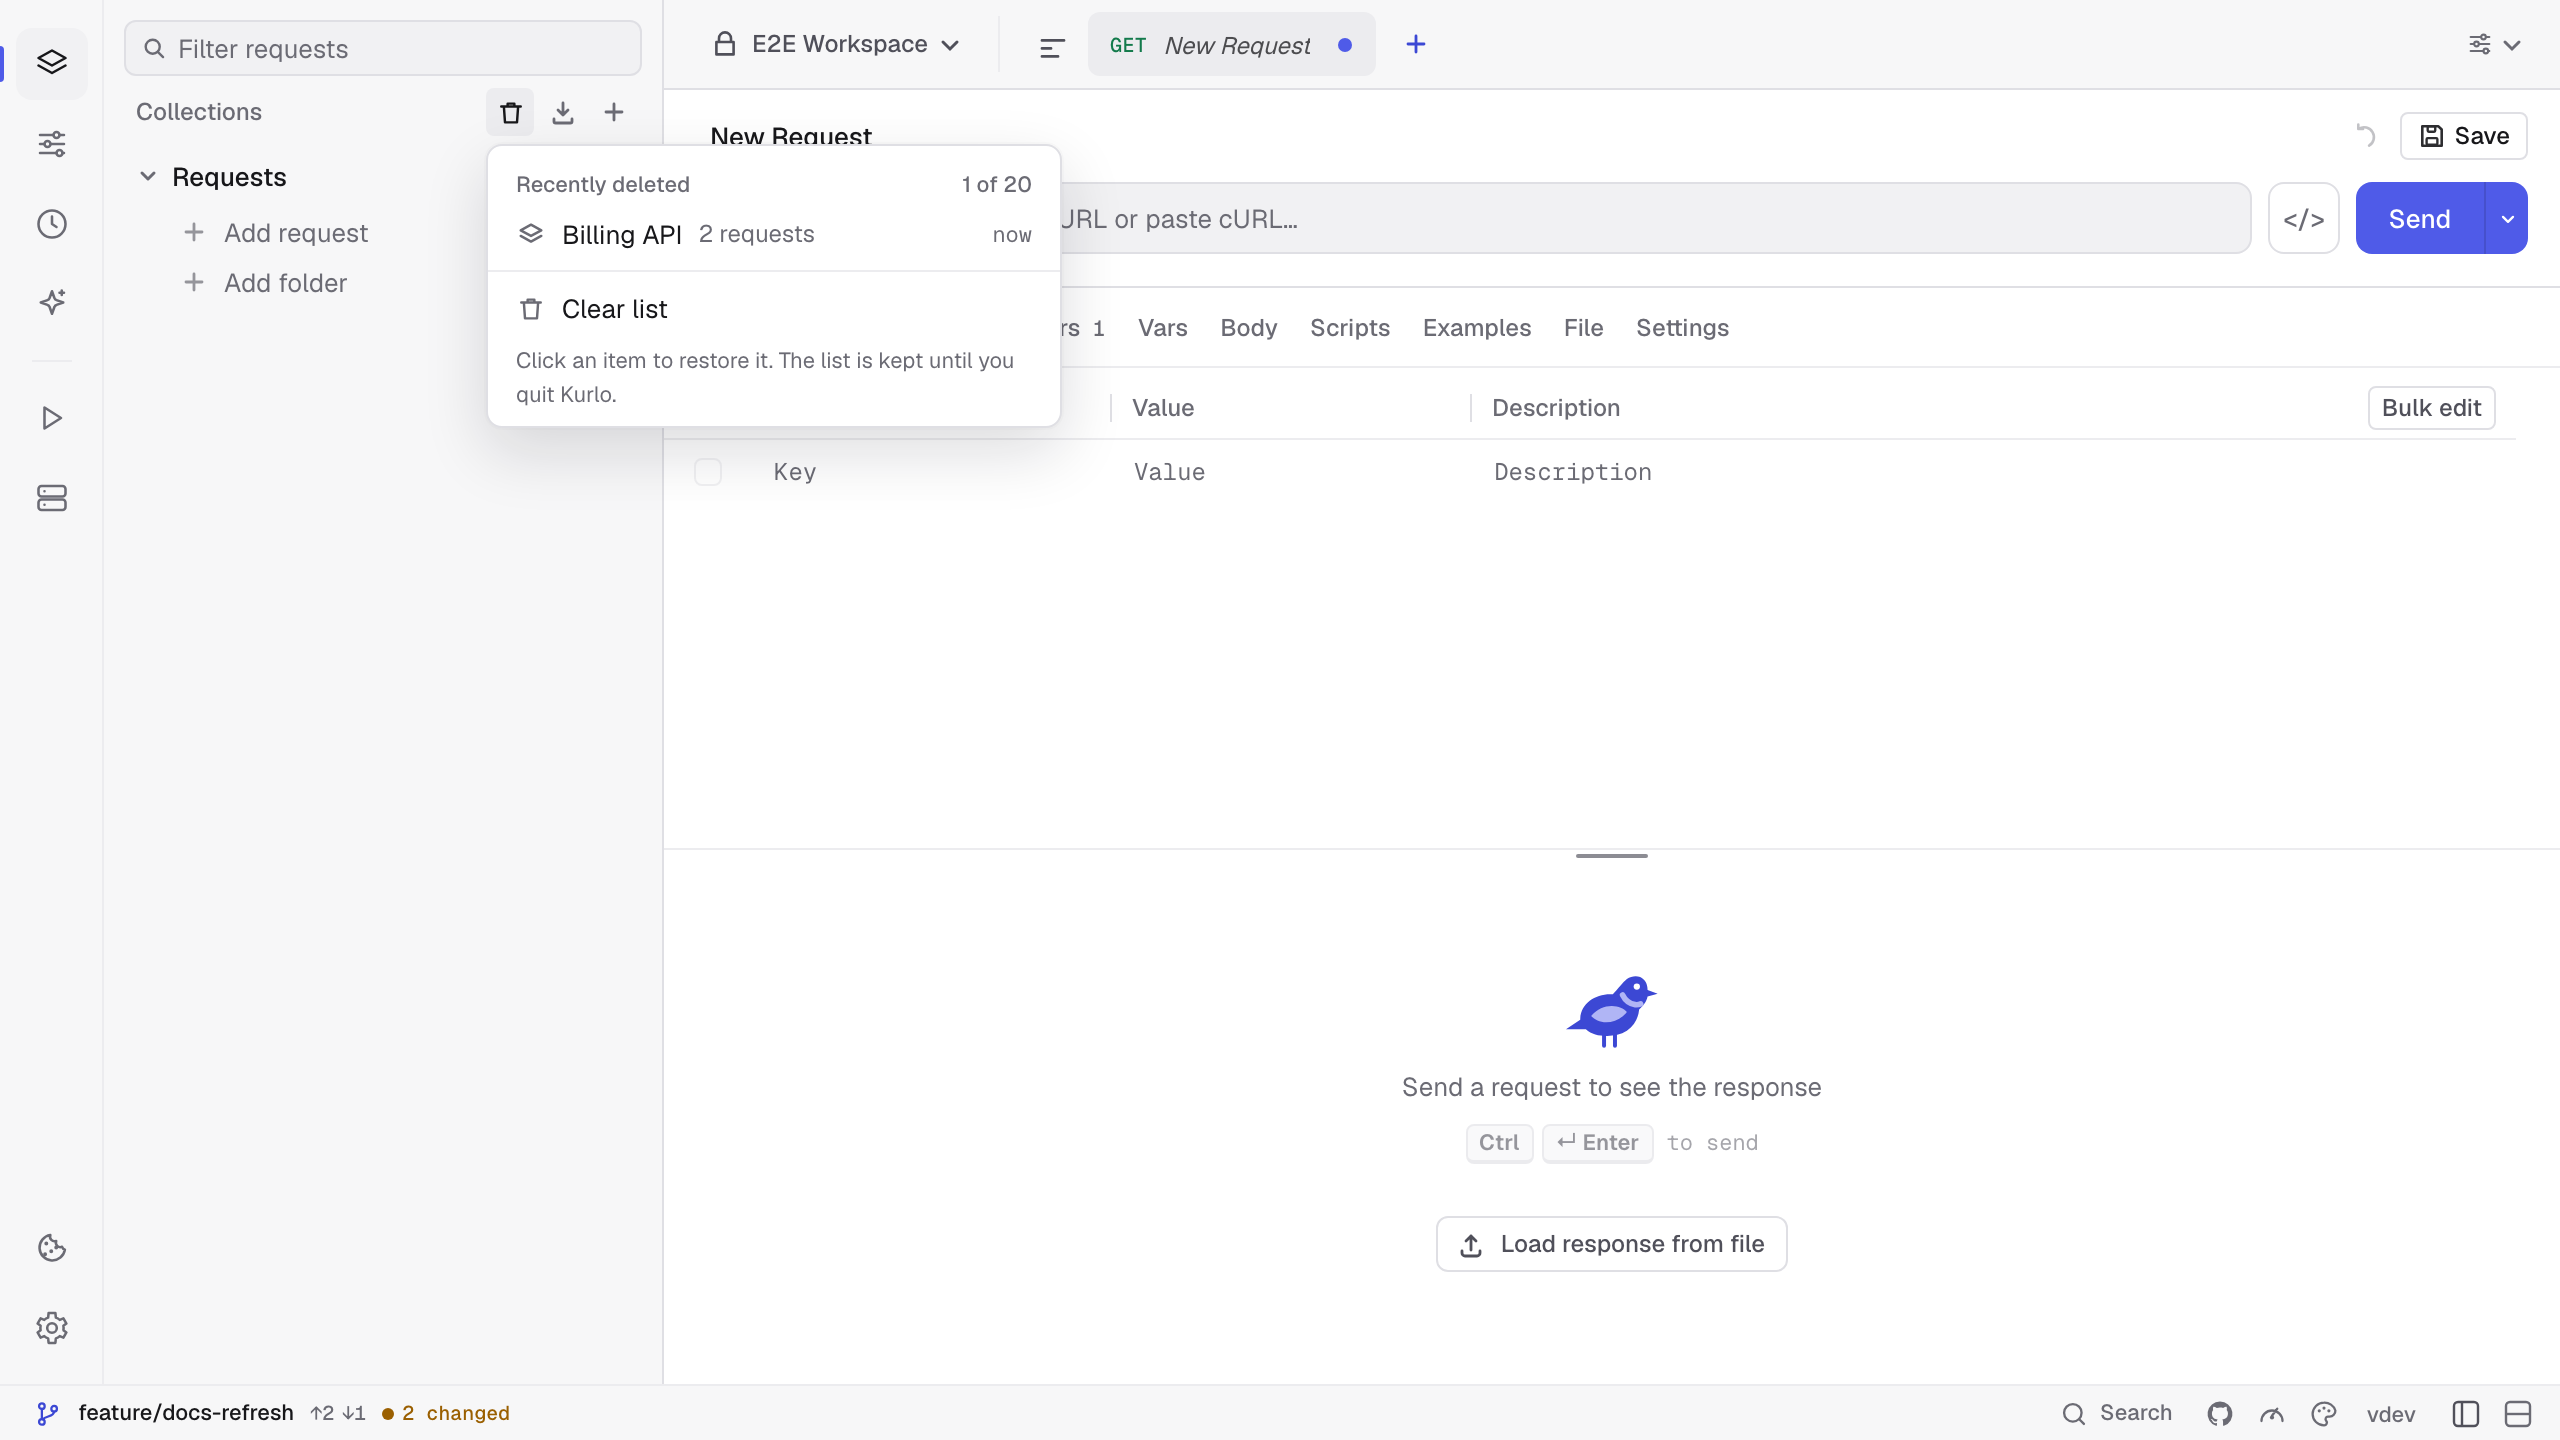 Filter requests
Collections
Requests
Add request
Add folder
E2E Workspace
GET New Request
New Request
Save
Recently deleted 1 of 20
Billing API 2 requests now
Clear list
Click an item to restore it. The list is kept until you
quit Kurlo.
URL or paste cURL...
</>
Send
1 Vars Body Scripts Examples File Settings
Value Description Bulk edit
Key Value Description
Send a request to see the response
Ctrl Enter to send
Load response from file
feature/docs-refresh ↑2 ↓1 2 changed
Search vdev